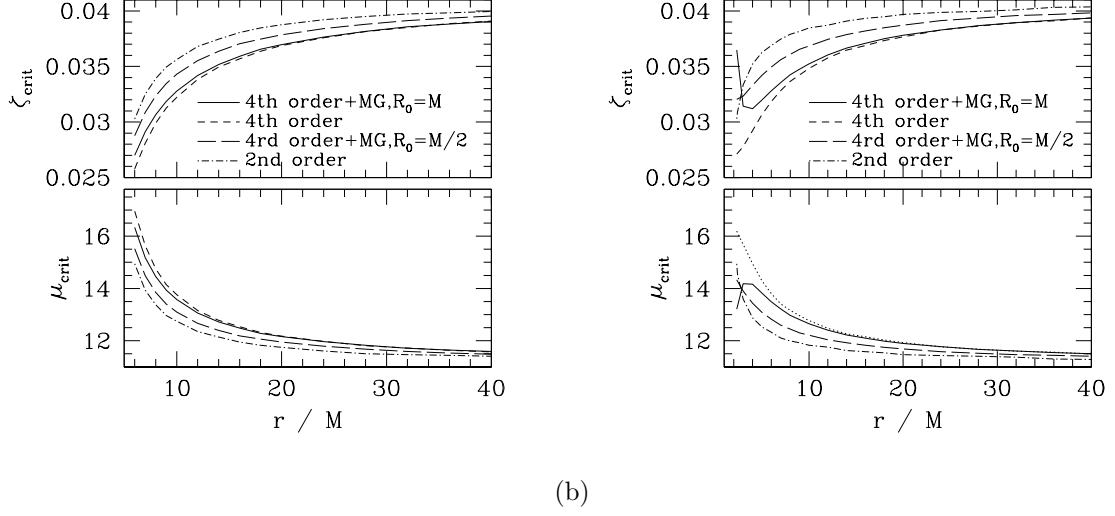 0.04
0.035
0.03
0.025
ζcrit
4th order+MG,R0=M
4th order
4rd order+MG,R0=M/2
2nd order
16
14
12
μcrit
10
20
30
40
r / M
0.04
0.035
0.03
0.025
ζcrit
4th order+MG,R0=M
4th order
4rd order+MG,R0=M/2
2nd order
16
14
12
μcrit
10
20
30
40
r / M
(b)